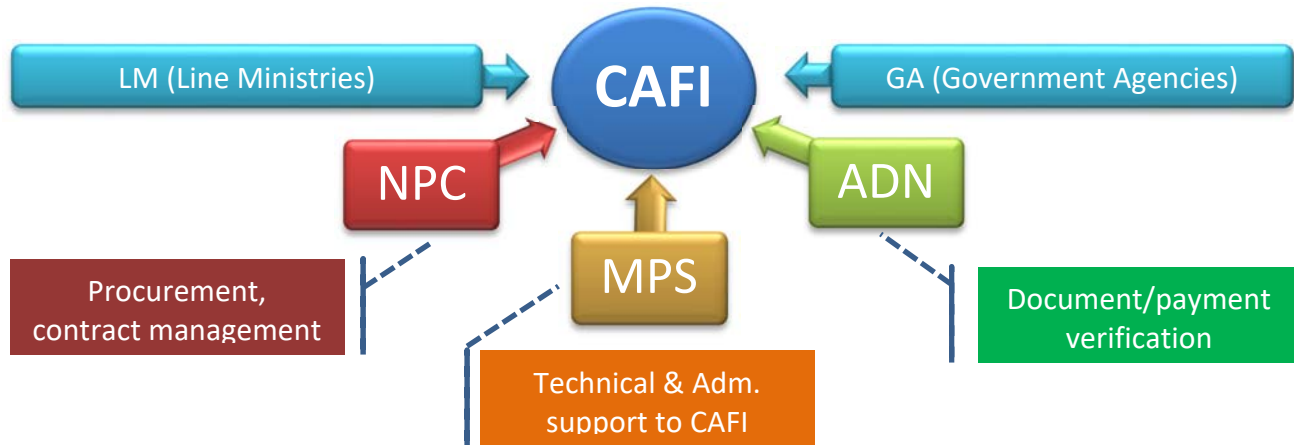 LM (Line Ministries)
CAFI
GA (Government Agencies)
NPC
ADN
MPS
Procurement,
contract management
Document/payment
verification
Technical & Adm.
support to CAFI